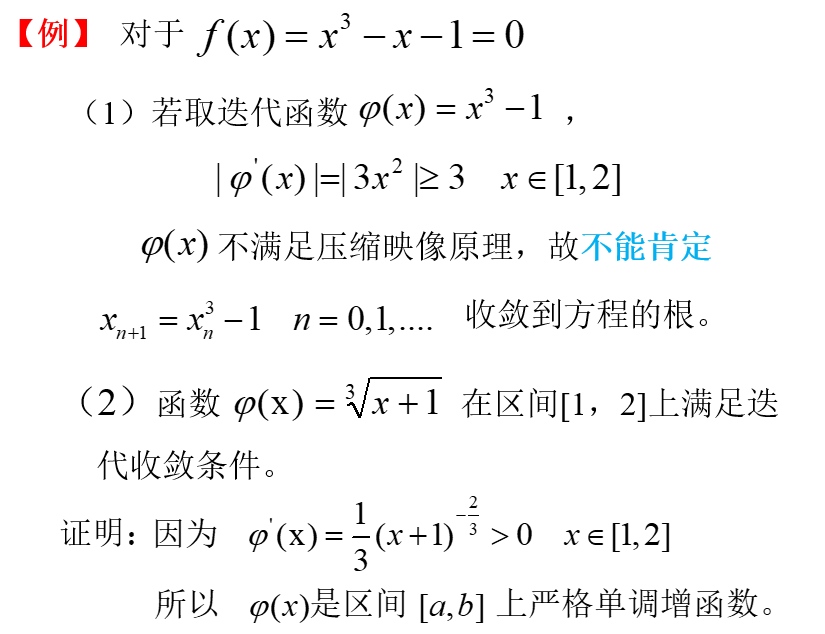 【例】 对于 f(x) = x³ − x − 1 = 0
（1）若取迭代函数 φ(x) = x³ − 1 ，
| φ'(x) |=| 3x² |≥ 3 x ∈ [1, 2]
φ(x) 不满足压缩映像原理，故不能肯定
xₙ₊₁ = xₙ³ − 1 n = 0,1,.... 收敛到方程的根。
（2）函数 φ(x) = ∛(x + 1) 在区间[1，2]上满足迭
代收敛条件。
证明：因为 φ'(x) = 1/3 (x + 1)^(−2/3) > 0 x ∈ [1, 2]
所以 φ(x)是区间 [a,b] 上严格单调增函数。